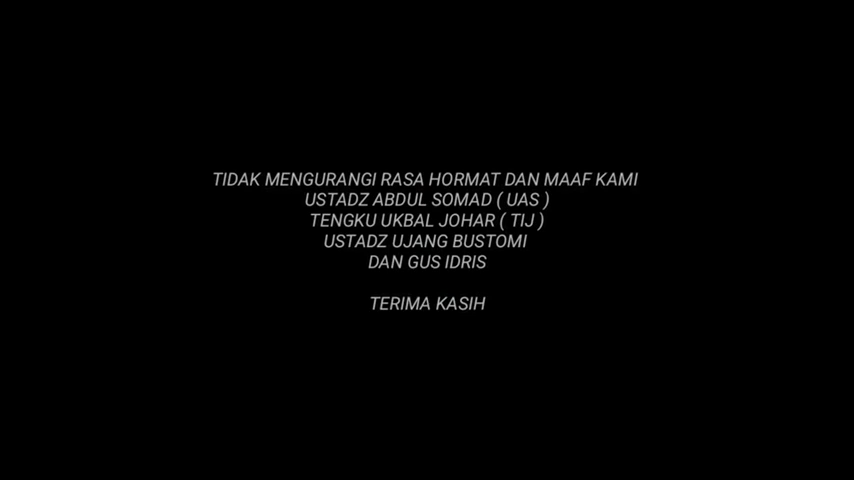 TIDAK MENGURANGI RASA HORMAT DAN MAAF KAMI
USTADZ ABDUL SOMAD ( UAS )
TENGKU UKBAL JOHAR ( TIJ )
USTADZ UJANG BUSTOMI
DAN GUS IDRIS
TERIMA KASIH